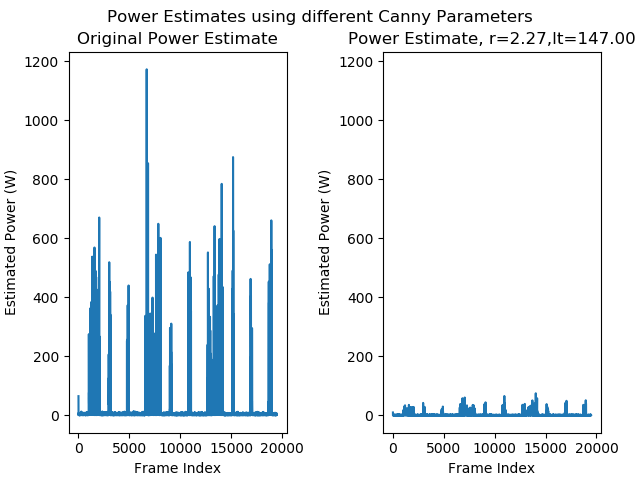 Power Estimates using different Canny Parameters
Original Power Estimate
1200
1000
800
600
400
200
0
Estimated Power (W)
0 5000 10000 15000 20000
Frame Index
Power Estimate, r=2.27,lt=147.00
1200
1000
800
600
400
200
0
Estimated Power (W)
0 5000 10000 15000 20000
Frame Index